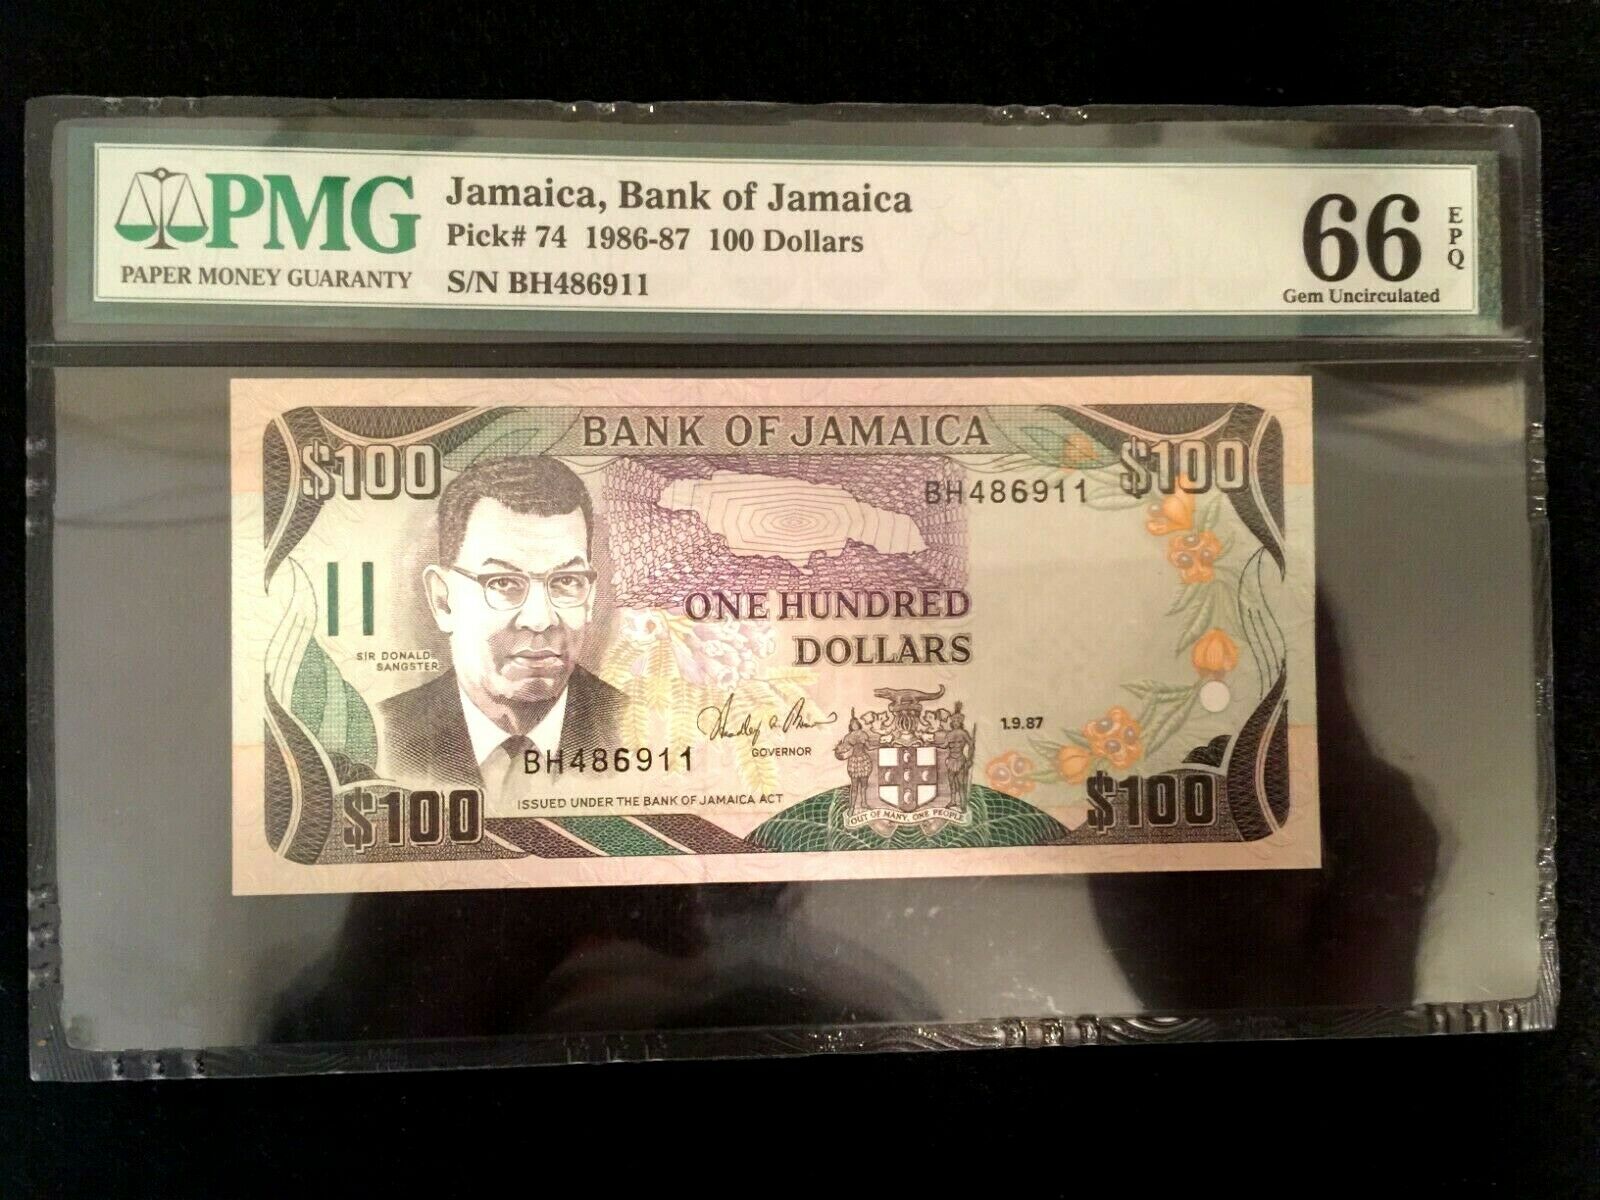 PMG
PAPER MONEY GUARANTY
Jamaica, Bank of Jamaica
Pick# 74 1986-87 100 Dollars
S/N BH486911
66
EPQ
Gem Uncirculated
BANK OF JAMAICA
$100
$100
BH486911
ONE HUNDRED
DOLLARS
SIR DONALD
SANGSTER
1.9.87
GOVERNOR
BH486911
ISSUED UNDER THE BANK OF JAMAICA ACT
OUT OF MANY, ONE PEOPLE
$100
$100